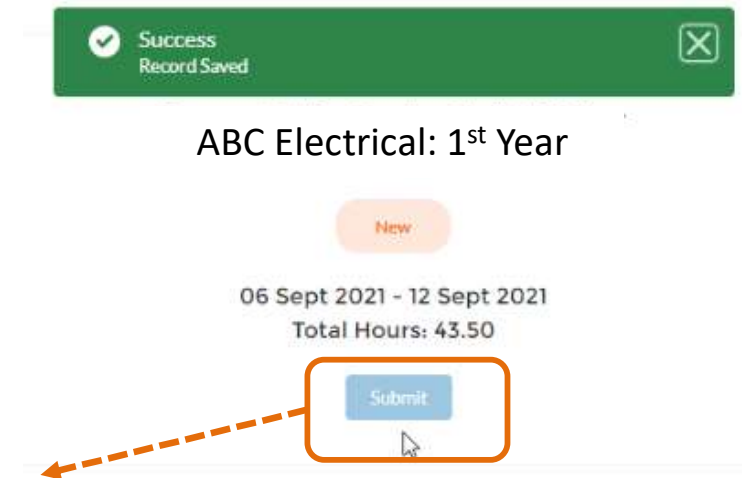 Success
Record Saved
ABC Electrical: 1st Year
New
06 Sept 2021 - 12 Sept 2021
Total Hours: 43.50
Submit